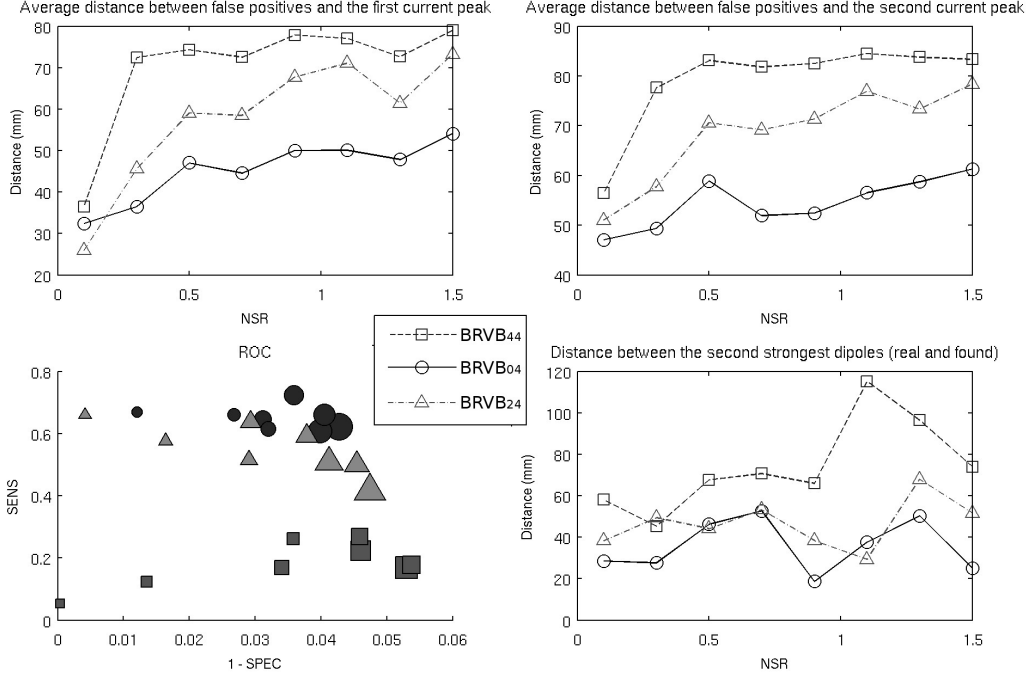 Average distance between false positives and the first current peak
80
70
60
50
40
30
20
Distance (mm)
0
0.5
1
1.5
NSR
Average distance between false positives and the second current peak
90
80
70
60
50
40
Distance (mm)
0
0.5
1
1.5
NSR
BRVB44
BRVB04
BRVB24
ROC
0.8
0.6
0.4
0.2
0
SENS
0
0.01
0.02
0.03
0.04
0.05
0.06
1 - SPEC
Distance between the second strongest dipoles (real and found)
120
100
80
60
40
20
0
Distance (mm)
0
0.5
1
1.5
NSR